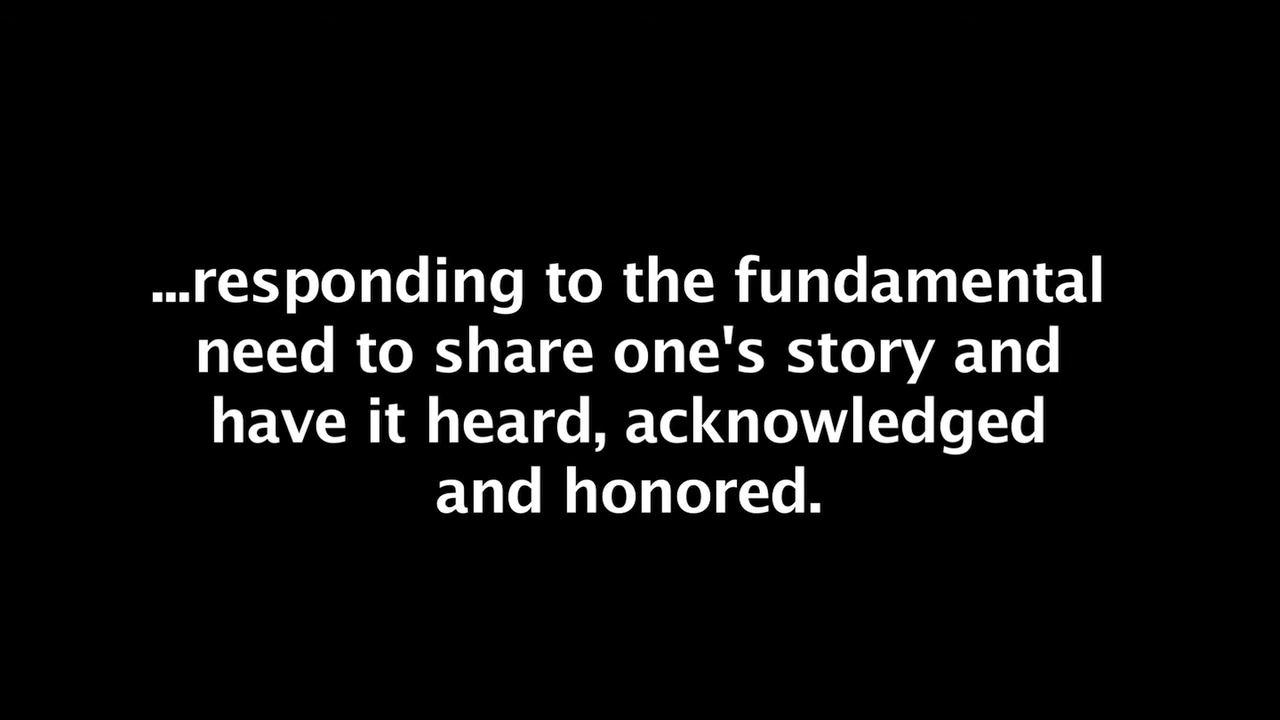 ...responding to the fundamental
need to share one's story and
have it heard, acknowledged
and honored.